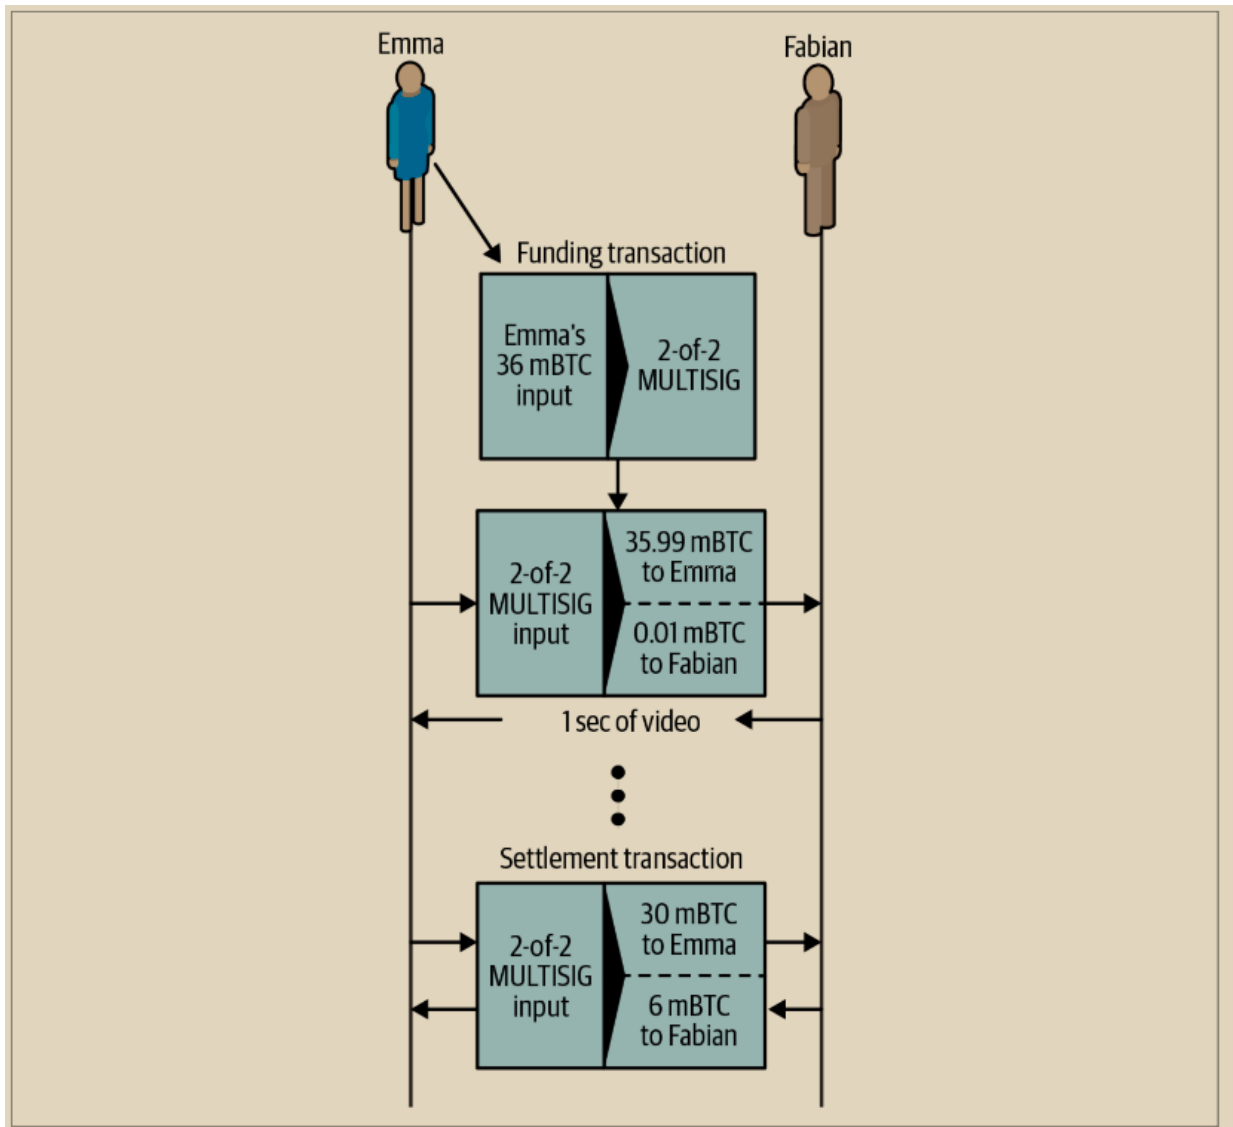 Emma
Fabian
Funding transaction
Emma's
36 mBTC
input
2-of-2
MULTISIG
2-of-2
MULTISIG
input
35.99 mBTC
to Emma
0.01 mBTC
to Fabian
1 sec of video
Settlement transaction
2-of-2
MULTISIG
input
30 mBTC
to Emma
6 mBTC
to Fabian